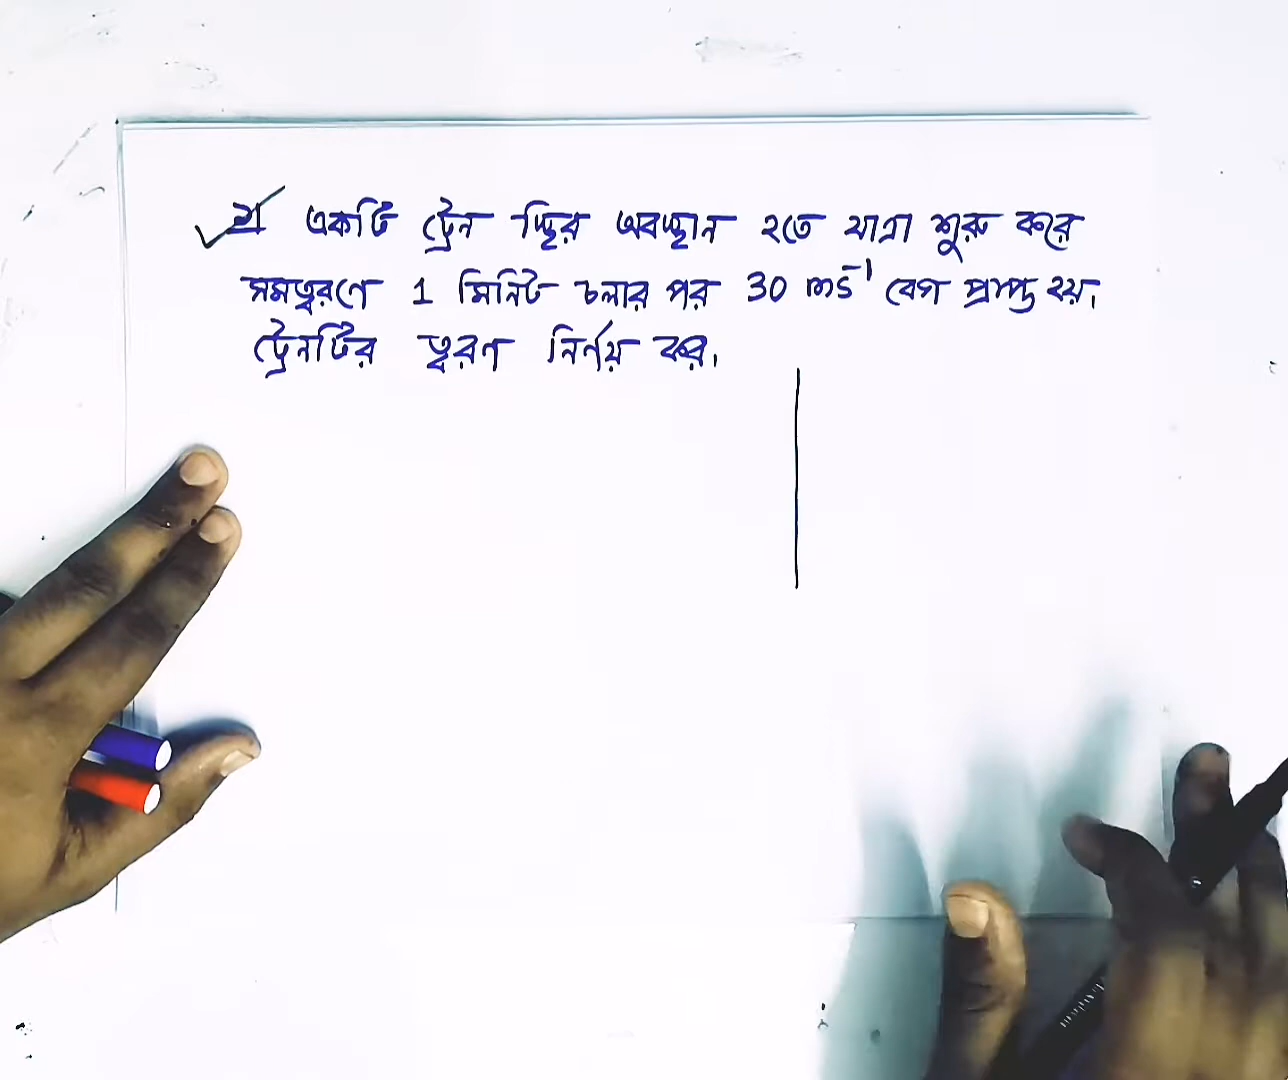 একটি ট্রেন স্থির অবস্থান হতে যাত্রা শুরু করে
সমত্বরণে 1 মিনিট চলার পর 30 ms⁻¹ বেগ প্রাপ্ত হয়।
ট্রেনটির ত্বরণ নির্ণয় কর।